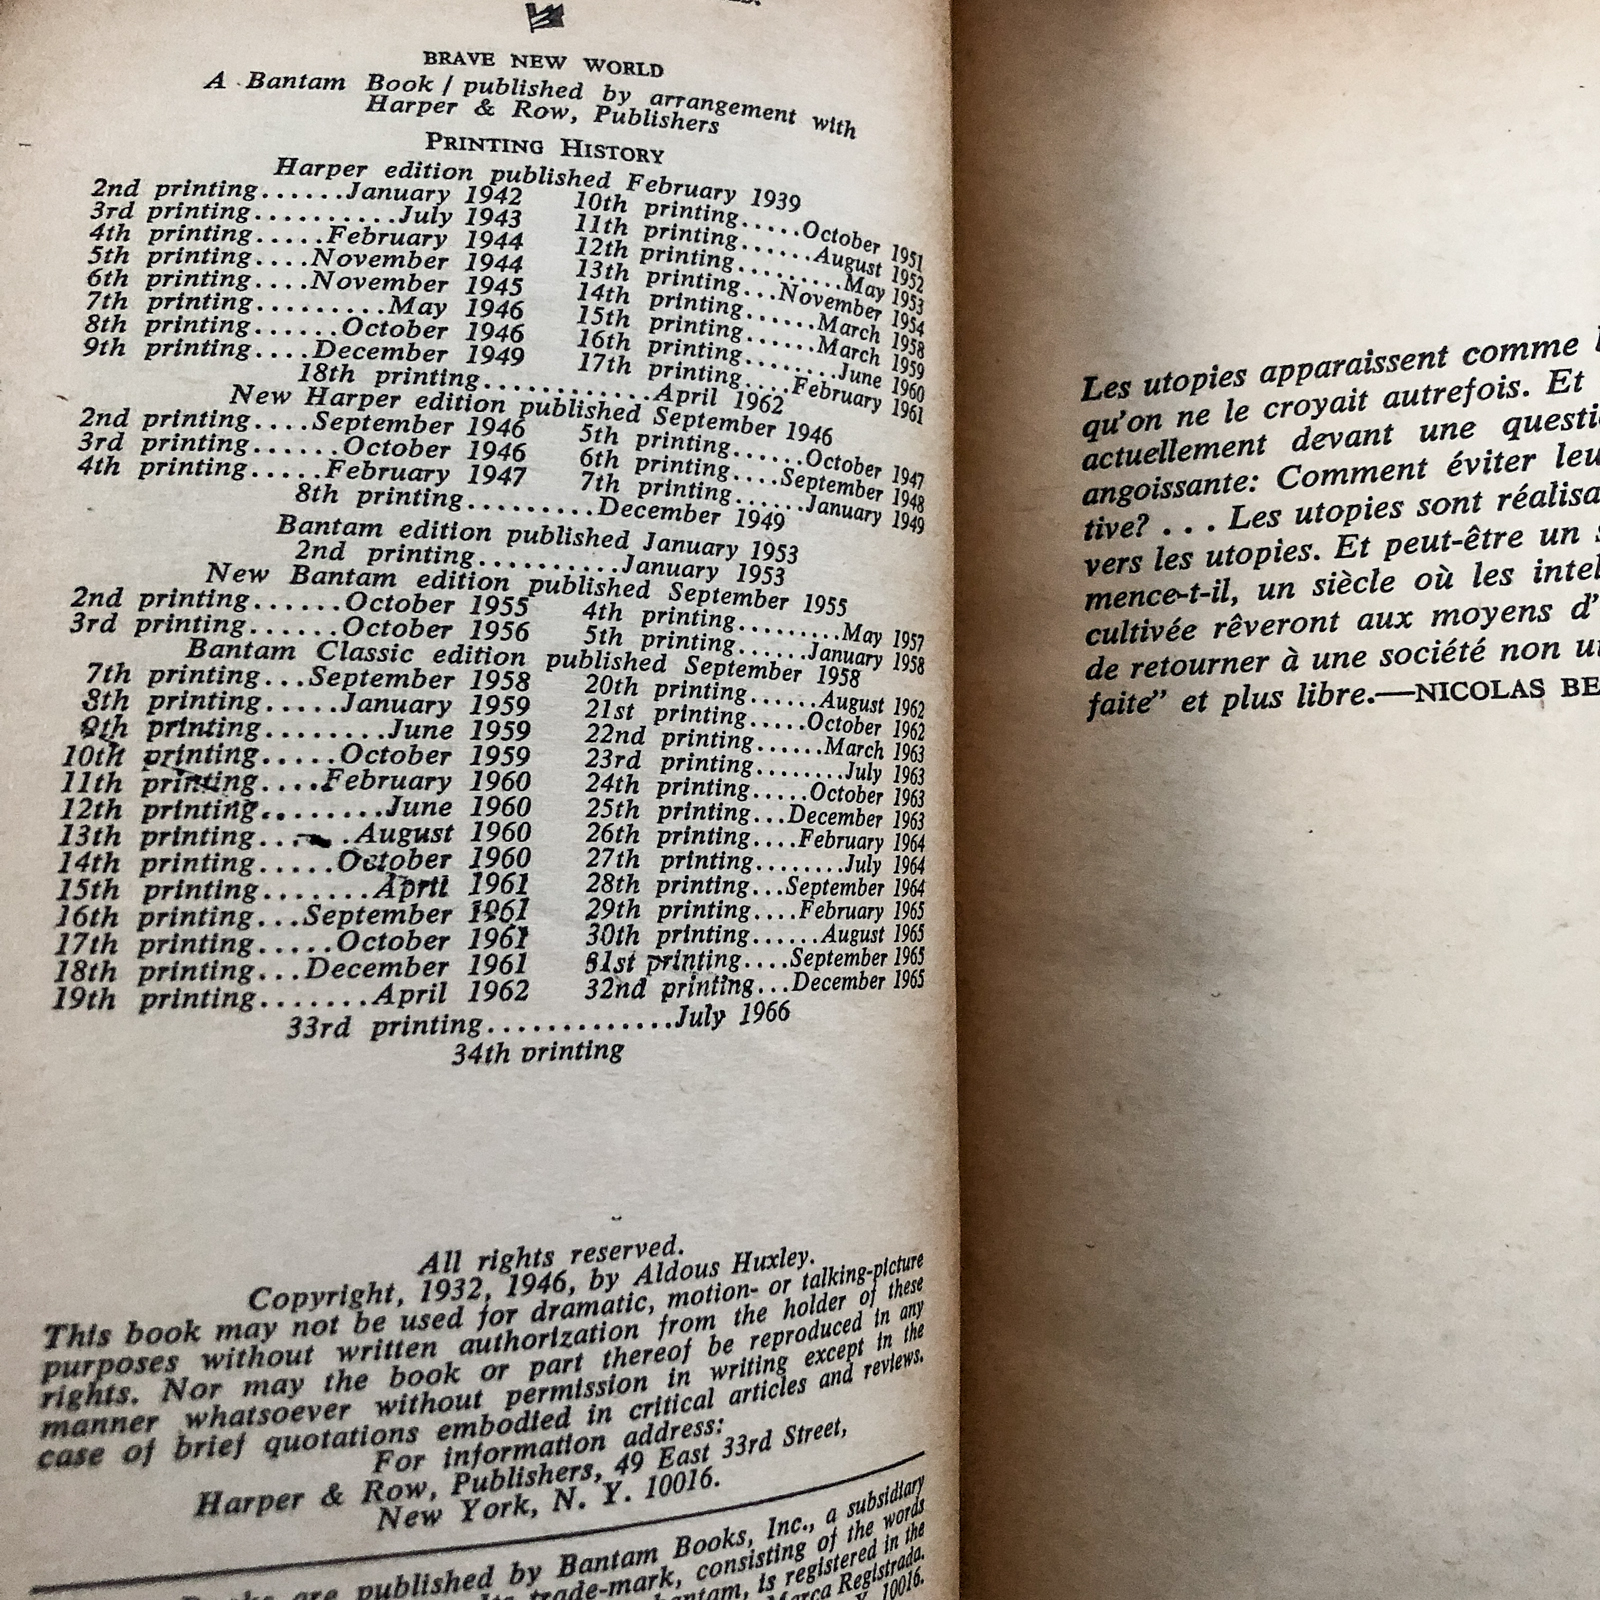 BRAVE NEW WORLD
A Bantam Book / published by arrangement with
Harper & Row, Publishers
PRINTING HISTORY
Harper edition published February 1939
2nd printing......January 1942
3rd printing..........July 1943
4th printing.....February 1944
5th printing....November 1944
6th printing....November 1945
7th printing.........May 1946
8th printing......October 1946
9th printing....December 1949
10th printing.....October 1951
11th printing.......August 1952
12th printing.........May 1953
13th printing...November 1954
14th printing......March 1958
15th printing......March 1959
16th printing........June 1960
17th printing....February 1961
18th printing...........April 1962
New Harper edition published September 1946
2nd printing....September 1946
3rd printing......October 1946
4th printing.....February 1947
5th printing.......October 1947
6th printing....September 1948
7th printing......January 1949
8th printing.........December 1949
Bantam edition published January 1953
2nd printing..........January 1953
New Bantam edition published September 1955
2nd printing......October 1955
3rd printing......October 1956
4th printing.........May 1957
5th printing......January 1958
Bantam Classic edition published September 1958
7th printing...September 1958
8th printing.....January 1959
9th printing........June 1959
10th printing.....October 1959
11th printing....February 1960
12th printing........June 1960
13th printing.....August 1960
14th printing.....October 1960
15th printing.......April 1961
16th printing...September 1961
17th printing.....October 1961
18th printing...December 1961
19th printing.......April 1962
20th printing......August 1962
21st printing.....October 1962
22nd printing......March 1963
23rd printing........July 1963
24th printing.....October 1963
25th printing...December 1963
26th printing....February 1964
27th printing........July 1964
28th printing...September 1964
29th printing....February 1965
30th printing......August 1965
31st printing....September 1965
32nd printing...December 1965
33rd printing.............July 1966
34th printing
All rights reserved.
Copyright, 1932, 1946, by Aldous Huxley.
This book may not be used for dramatic, motion- or talking-picture
purposes without written authorization from the holder of these
rights. Nor may the book or part thereof be reproduced in any
manner whatsoever without permission in writing except in the
case of brief quotations embodied in critical articles and reviews.
For information address:
Harper & Row, Publishers, 49 East 33rd Street,
New York, N. Y. 10016.
are published by Bantam Books, Inc., a subsidiary
trade-mark, consisting of the words
is registered in the
Marca Registrada.
10016.
Les utopies apparaissent comme
qu'on ne le croyait autrefois. Et
actuellement devant une questi
angoissante: Comment éviter leu
tive? . . . Les utopies sont réalisa
vers les utopies. Et peut-être un s
mence-t-il, un siècle où les intel
cultivée rêveront aux moyens d'
de retourner à une société non u
faite" et plus libre.—NICOLAS BE